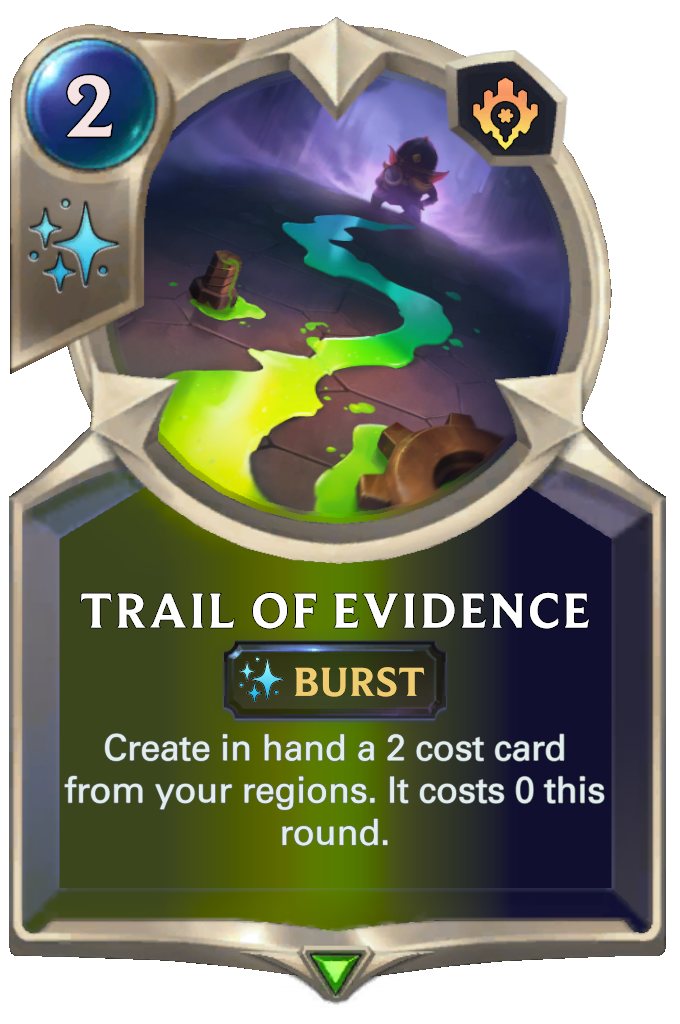 2
TRAIL OF EVIDENCE
BURST
Create in hand a 2 cost card
from your regions. It costs 0 this
round.